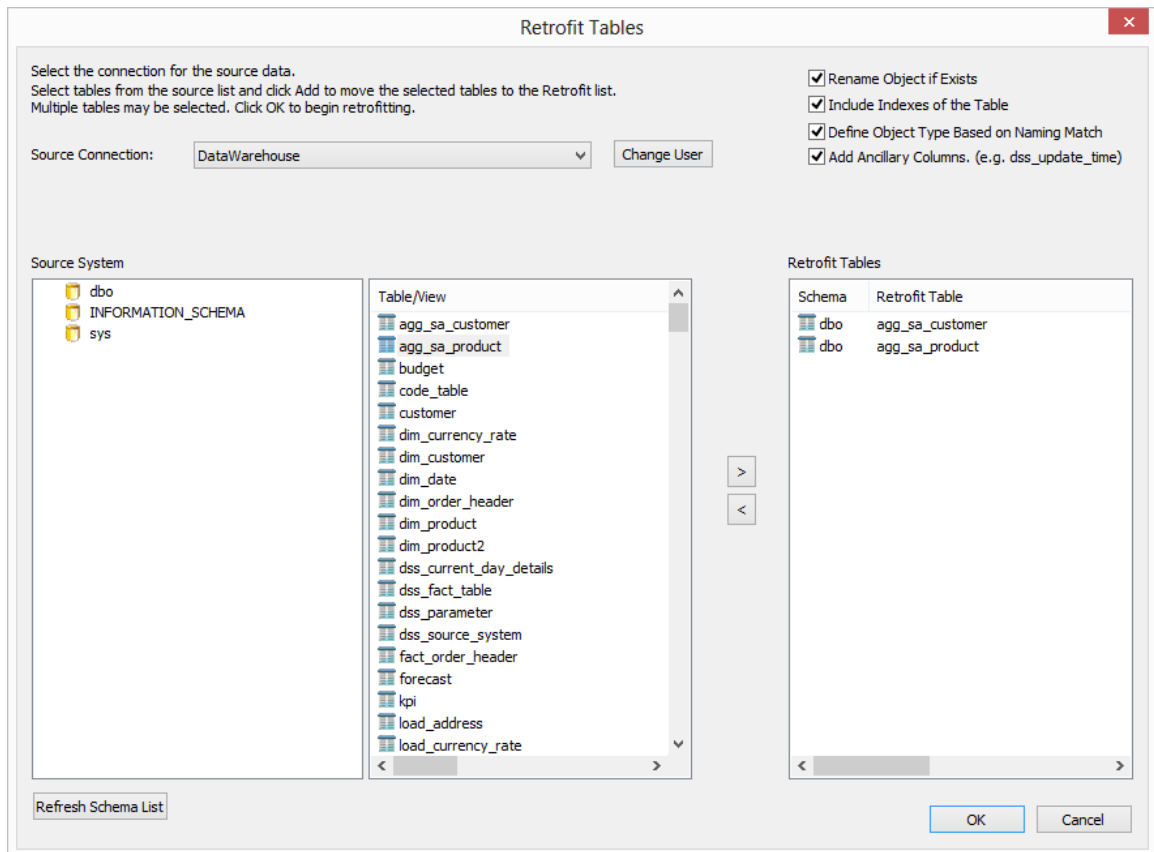 Retrofit Tables
Select the connection for the source data.
Select tables from the source list and click Add to move the selected tables to the Retrofit list.
Multiple tables may be selected. Click OK to begin retrofitting.
Rename Object if Exists
Include Indexes of the Table
Define Object Type Based on Naming Match
Add Ancillary Columns. (e.g. dss_update_time)
Source Connection: DataWarehouse Change User
Source System
dbo
INFORMATION_SCHEMA
sys
Table/View
agg_sa_customer
agg_sa_product
budget
code_table
customer
dim_currency_rate
dim_customer
dim_date
dim_order_header
dim_product
dim_product2
dss_current_day_details
dss_fact_table
dss_parameter
dss_source_system
fact_order_header
forecast
kpi
load_address
load_currency_rate
>
<
Retrofit Tables
Schema Retrofit Table
dbo agg_sa_customer
dbo agg_sa_product
Refresh Schema List
OK Cancel